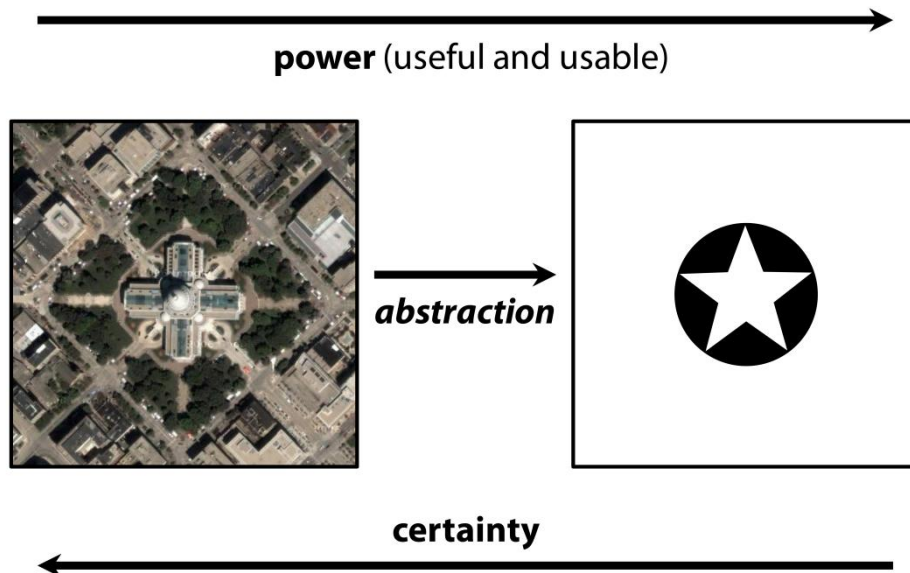 power (useful and usable)
abstraction
certainty